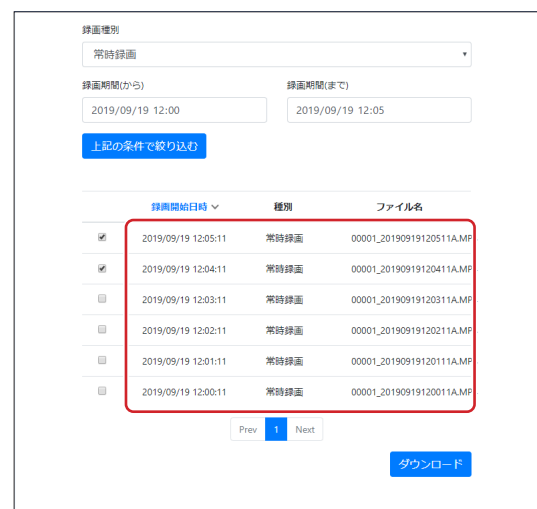 録画種別
常時録画
録画期間(から) 録画期間(まで)
2019/09/19 12:00 2019/09/19 12:05
上記の条件で絞り込む
録画開始日時 種別 ファイル名
2019/09/19 12:05:11 常時録画 00001_20190919120511A.MP
2019/09/19 12:04:11 常時録画 00001_20190919120411A.MP
2019/09/19 12:03:11 常時録画 00001_20190919120311A.MP
2019/09/19 12:02:11 常時録画 00001_20190919120211A.MP
2019/09/19 12:01:11 常時録画 00001_20190919120111A.MP
2019/09/19 12:00:11 常時録画 00001_20190919120011A.MP
Prev 1 Next
ダウンロード